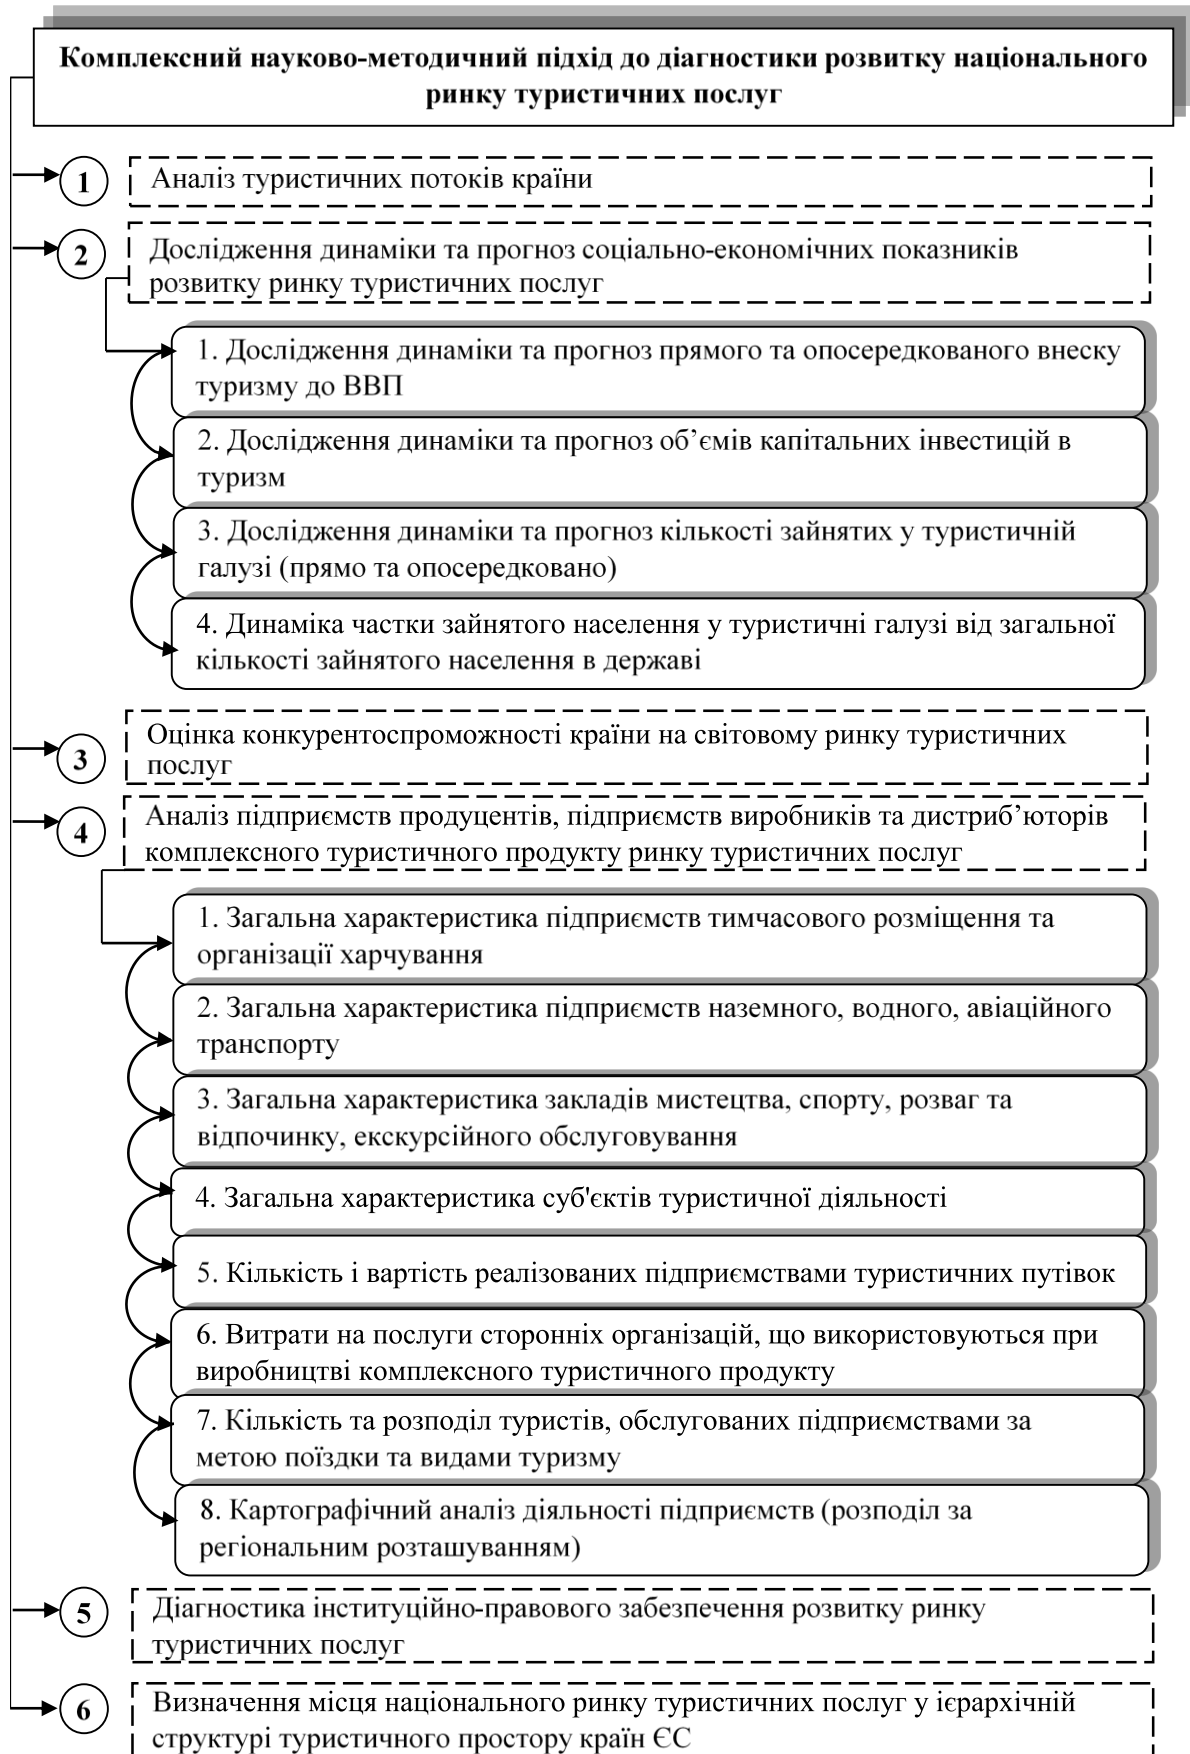 Комплексний науково-методичний підхід до діагностики розвитку національного
ринку туристичних послуг
1
Аналіз туристичних потоків країни
2
Дослідження динаміки та прогноз соціально-економічних показників
розвитку ринку туристичних послуг
1. Дослідження динаміки та прогноз прямого та опосередкованого внеску
туризму до ВВП
2. Дослідження динаміки та прогноз об’ємів капітальних інвестицій в
туризм
3. Дослідження динаміки та прогноз кількості зайнятих у туристичній
галузі (прямо та опосередковано)
4. Динаміка частки зайнятого населення у туристичні галузі від загальної
кількості зайнятого населення в державі
3
Оцінка конкурентоспроможності країни на світовому ринку туристичних
послуг
4
Аналіз підприємств продуцентів, підприємств виробників та дистриб’юторів
комплексного туристичного продукту ринку туристичних послуг
1. Загальна характеристика підприємств тимчасового розміщення та
організації харчування
2. Загальна характеристика підприємств наземного, водного, авіаційного
транспорту
3. Загальна характеристика закладів мистецтва, спорту, розваг та
відпочинку, екскурсійного обслуговування
4. Загальна характеристика суб'єктів туристичної діяльності
5. Кількість і вартість реалізованих підприємствами туристичних путівок
6. Витрати на послуги сторонніх організацій, що використовуються при
виробництві комплексного туристичного продукту
7. Кількість та розподіл туристів, обслугованих підприємствами за
метою поїздки та видами туризму
8. Картографічний аналіз діяльності підприємств (розподіл за
регіональним розташуванням)
5
Діагностика інституційно-правового забезпечення розвитку ринку
туристичних послуг
6
Визначення місця національного ринку туристичних послуг у ієрархічній
структурі туристичного простору країн ЄС